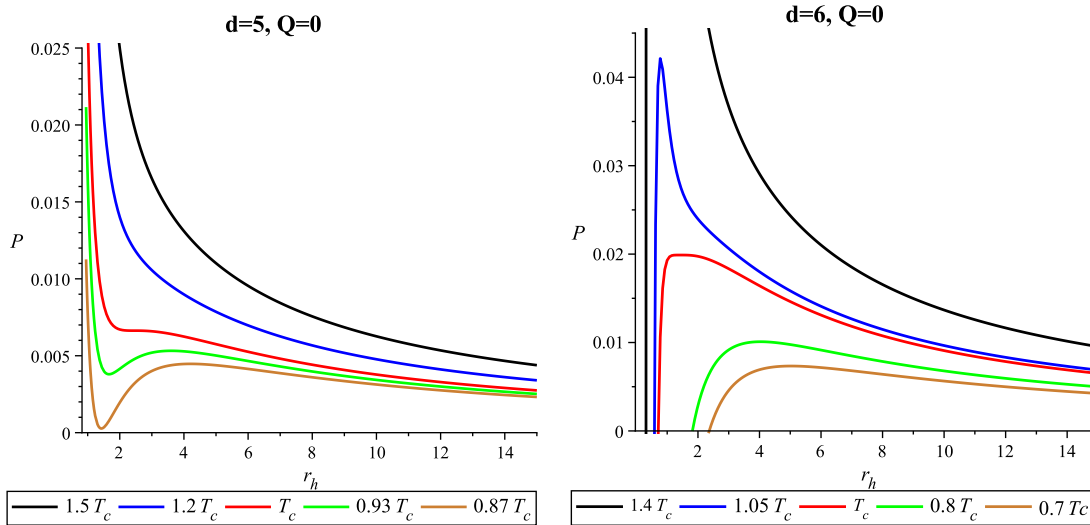 d=5, Q=0
0.025
0.020
0.015
P
0.010
0.005
0
2 4 6 8 10 12 14
r_h
1.5 T_c 1.2 T_c T_c 0.93 T_c 0.87 T_c
d=6, Q=0
0.04
0.03
P
0.02
0.01
0
2 4 6 8 10 12 14
r_h
1.4 T_c 1.05 T_c T_c 0.8 T_c 0.7 Tc